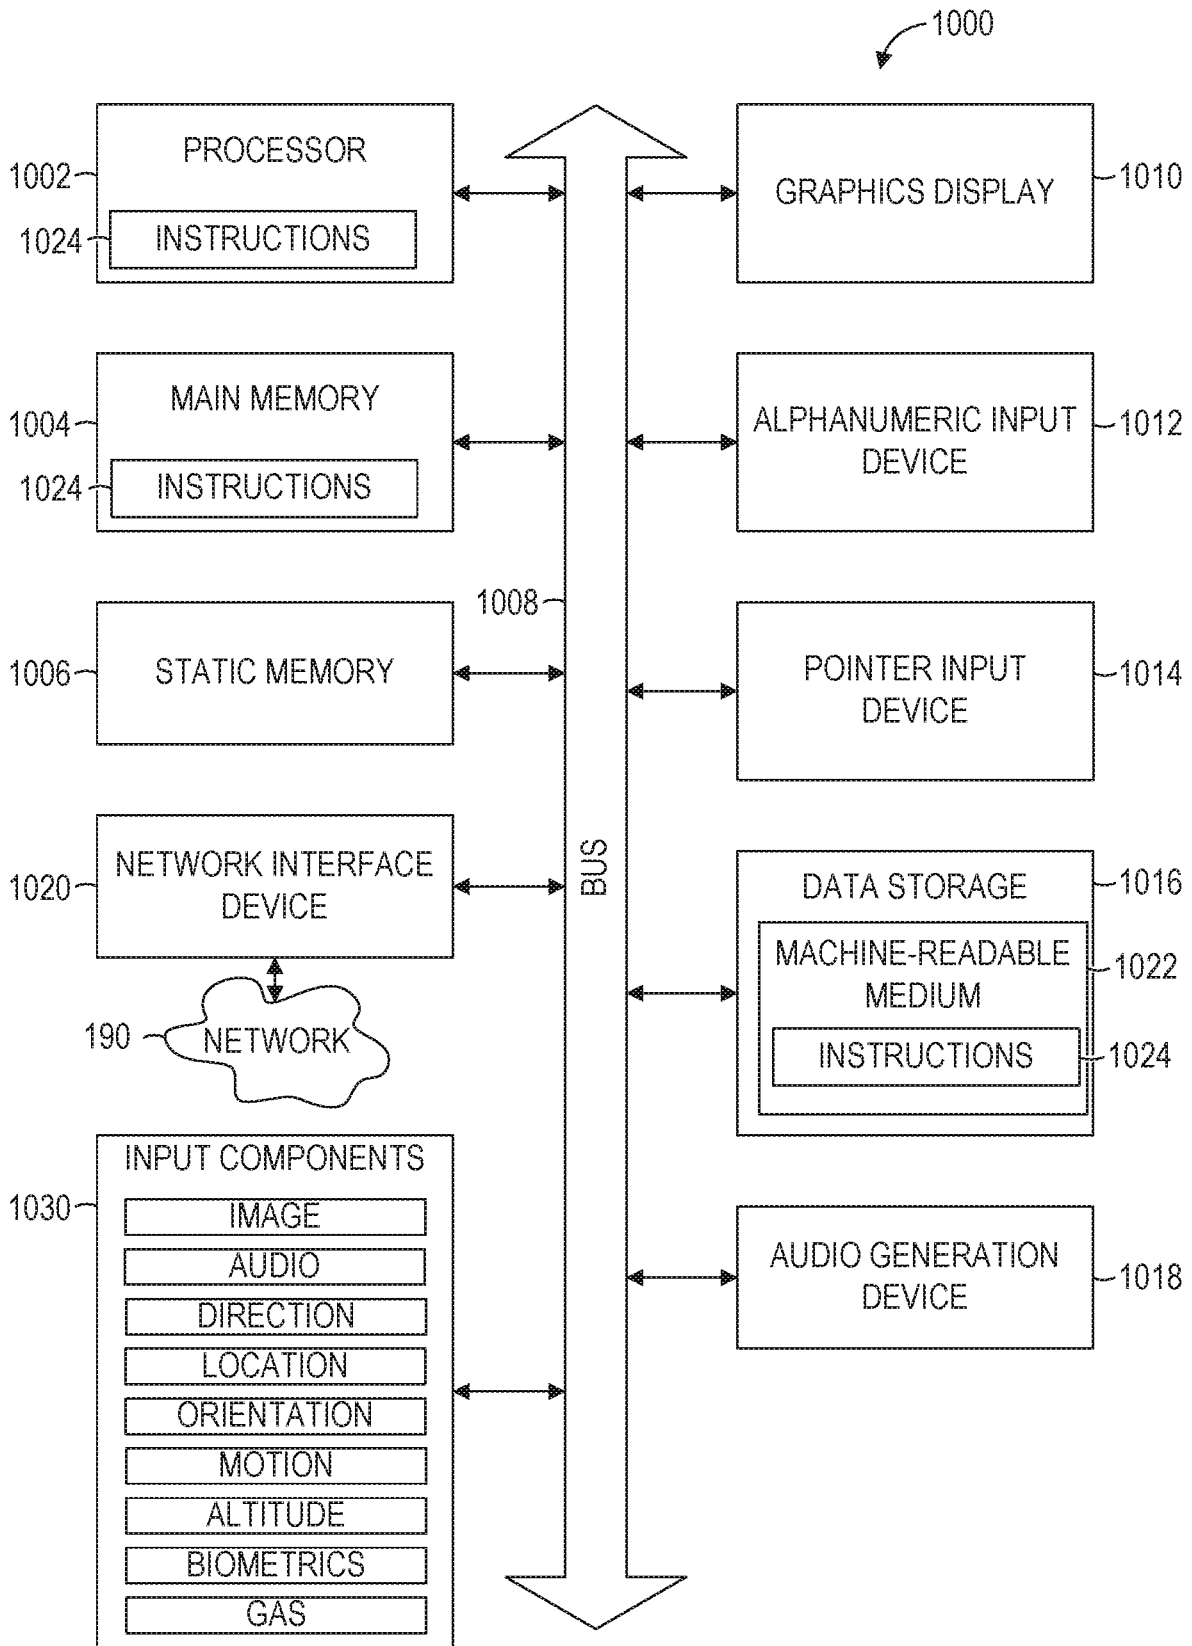 1000
PROCESSOR
1002
1024
INSTRUCTIONS
MAIN MEMORY
1004
1024
INSTRUCTIONS
1008
1006
STATIC MEMORY
NETWORK INTERFACE
DEVICE
1020
190
NETWORK
INPUT COMPONENTS
1030
IMAGE
AUDIO
DIRECTION
LOCATION
ORIENTATION
MOTION
ALTITUDE
BIOMETRICS
GAS
BUS
GRAPHICS DISPLAY
1010
ALPHANUMERIC INPUT
DEVICE
1012
POINTER INPUT
DEVICE
1014
DATA STORAGE
1016
MACHINE-READABLE
MEDIUM
1022
INSTRUCTIONS
1024
AUDIO GENERATION
DEVICE
1018